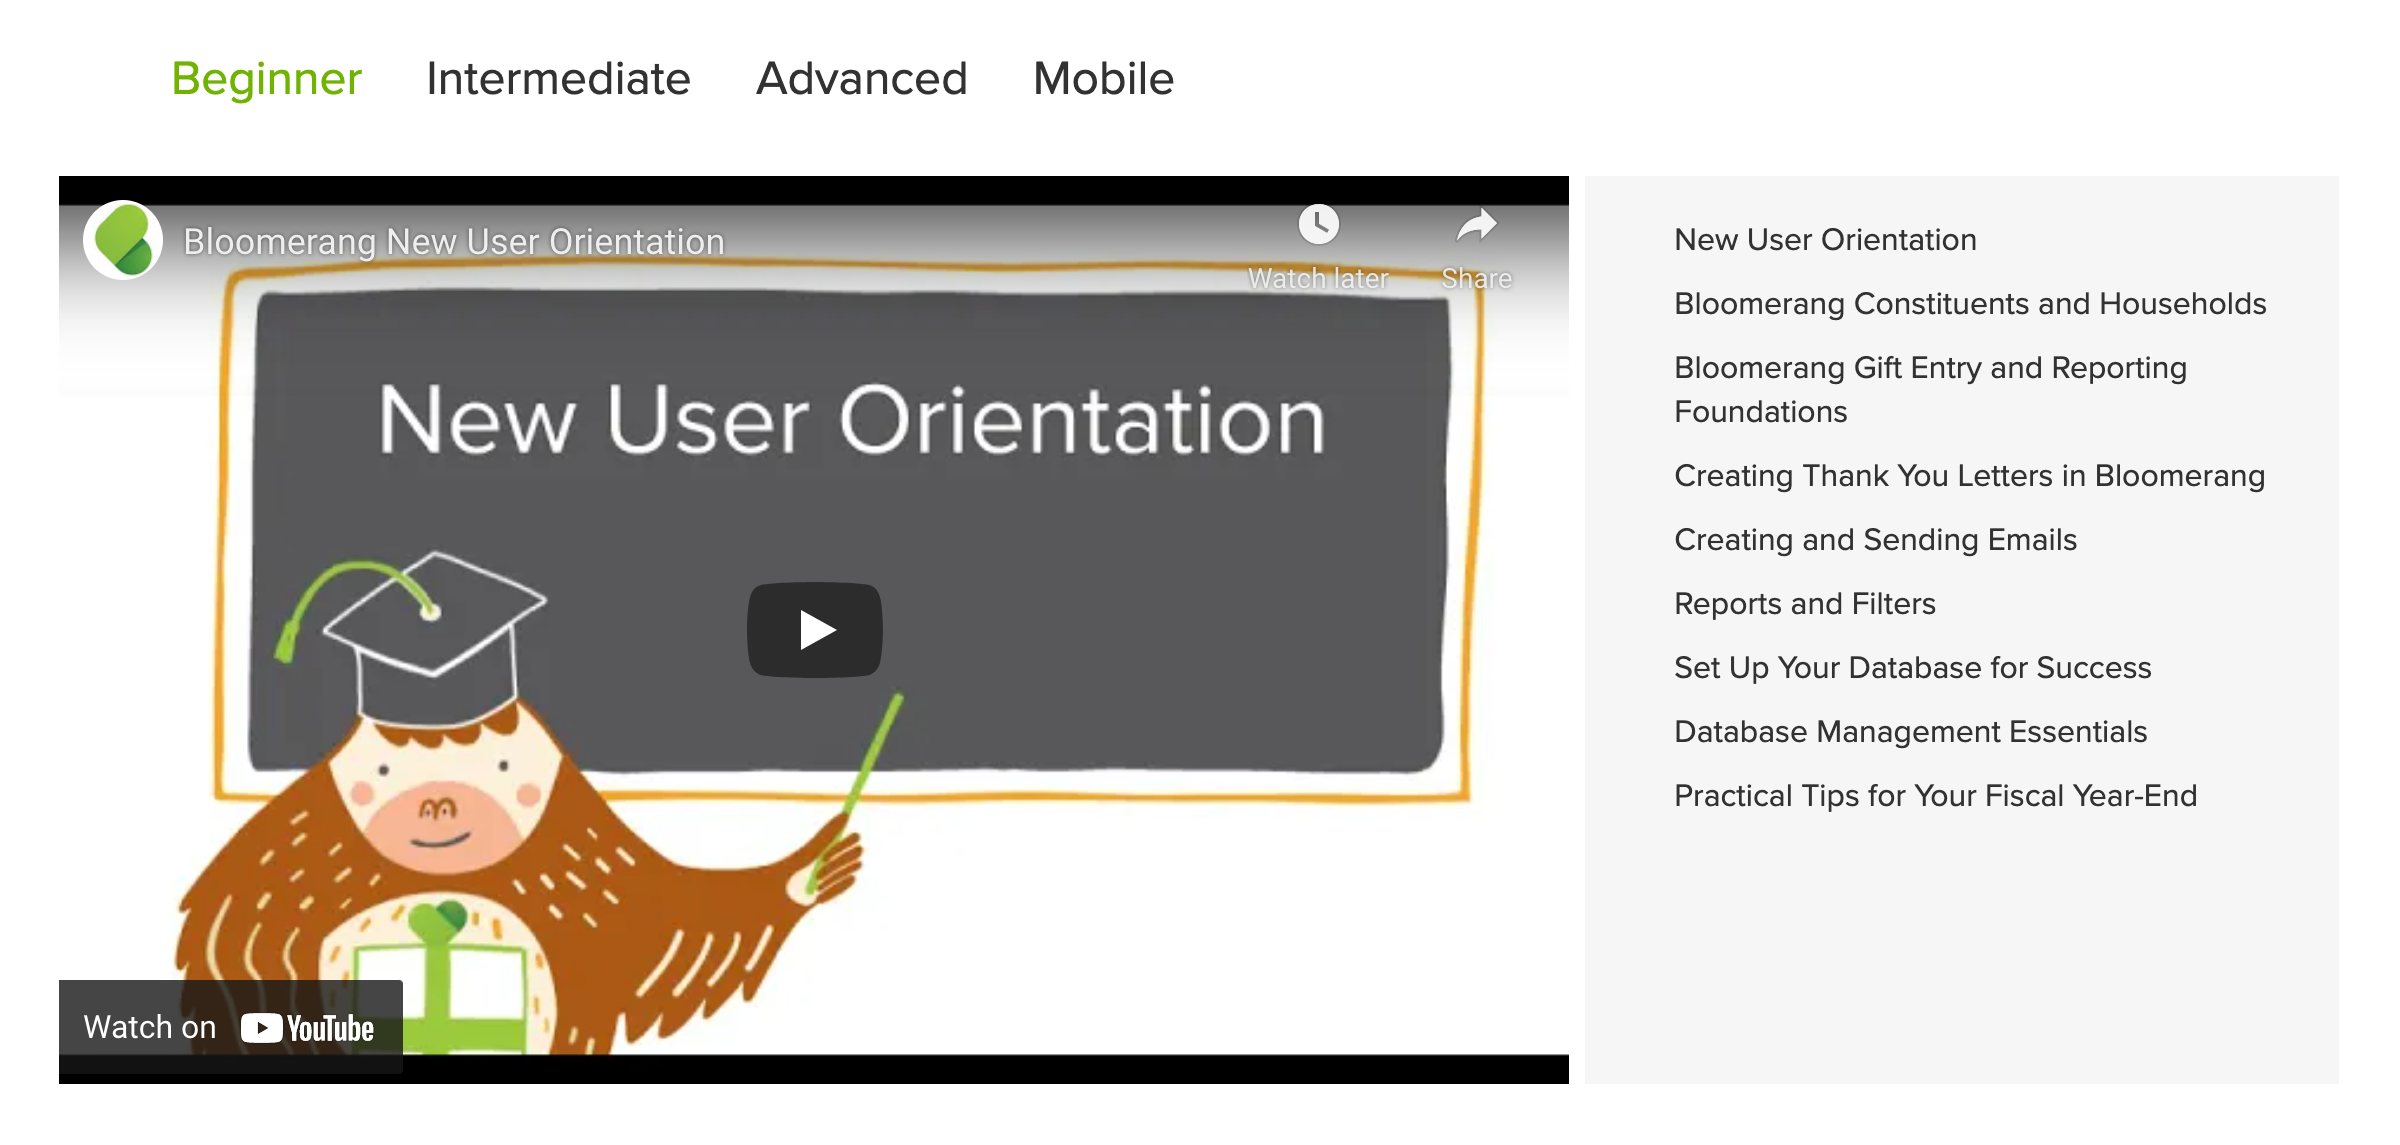 Beginner Intermediate Advanced Mobile
Bloomerang New User Orientation
Watch later
Share
New User Orientation
Watch on YouTube
New User Orientation
Bloomerang Constituents and Households
Bloomerang Gift Entry and Reporting
Foundations
Creating Thank You Letters in Bloomerang
Creating and Sending Emails
Reports and Filters
Set Up Your Database for Success
Database Management Essentials
Practical Tips for Your Fiscal Year-End